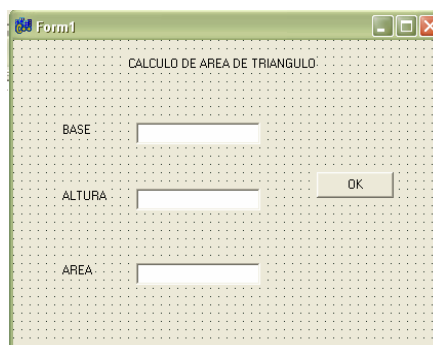 Form1
CALCULO DE AREA DE TRIANGULO
BASE
OK
ALTURA
AREA